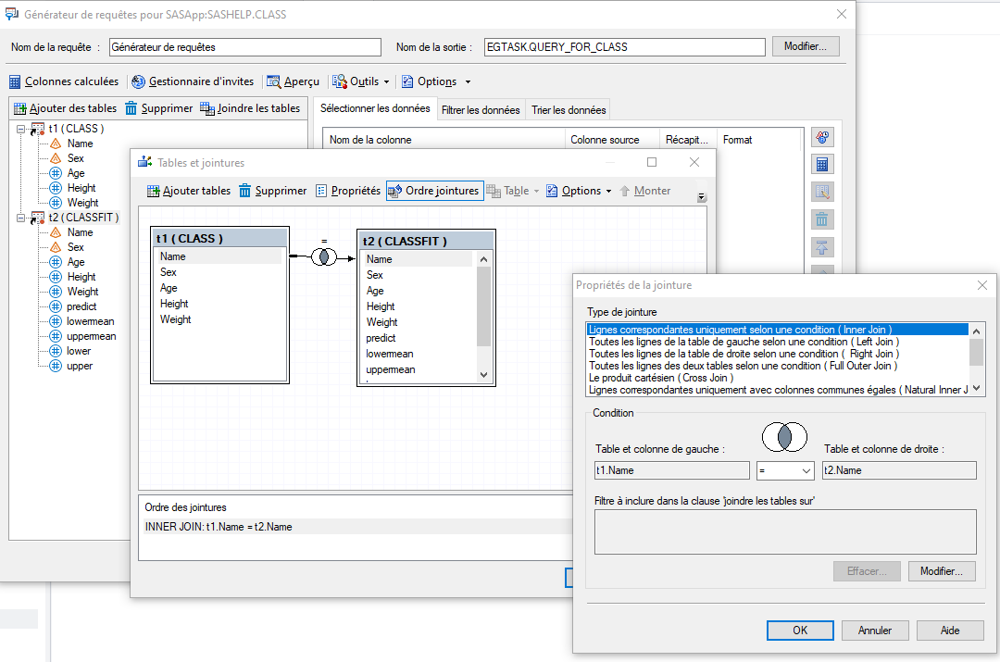 Générateur de requêtes pour SASApp:SASHELP.CLASS
Nom de la requête : Générateur de requêtes Nom de la sortie : EGTASK.QUERY_FOR_CLASS Modifier...
Colonnes calculées Gestionnaire d'invites Aperçu Outils Options
Ajouter des tables Supprimer Joindre les tables
t1 ( CLASS )
Name
Sex
Age
Height
Weight
t2 ( CLASSFIT )
Name
Sex
Age
Height
Weight
predict
lowermean
uppermean
lower
upper
Sélectionner les données Filtrer les données Trier les données
Nom de la colonne Colonne source Récapit... Format
Tables et jointures
Ajouter tables Supprimer Propriétés Ordre jointures Table Options Monter
t1 ( CLASS )
Name
Sex
Age
Height
Weight
=
t2 ( CLASSFIT )
Name
Sex
Age
Height
Weight
predict
lowermean
uppermean
Ordre des jointures
INNER JOIN: t1.Name = t2.Name
Propriétés de la jointure
Type de jointure
Lignes correspondantes uniquement selon une condition ( Inner Join )
Toutes les lignes de la table de gauche selon une condition ( Left Join )
Toutes les lignes de la table de droite selon une condition ( Right Join )
Toutes les lignes des deux tables selon une condition ( Full Outer Join )
Le produit cartésien ( Cross Join )
Lignes correspondantes uniquement avec colonnes communes égales ( Natural Inner J
Condition
Table et colonne de gauche : Table et colonne de droite :
t1.Name = t2.Name
Filtre à inclure dans la clause 'joindre les tables sur'
Effacer... Modifier...
OK Annuler Aide